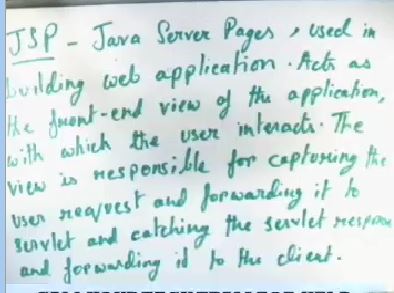 JSP - Java Server Pages, used in
building web application. Acts as
the front-end view of the application,
with which the user interacts. The
view is responsible for capturing the
user request and forwarding it to
servlet and catching the servlet response
and forwarding it to the client.